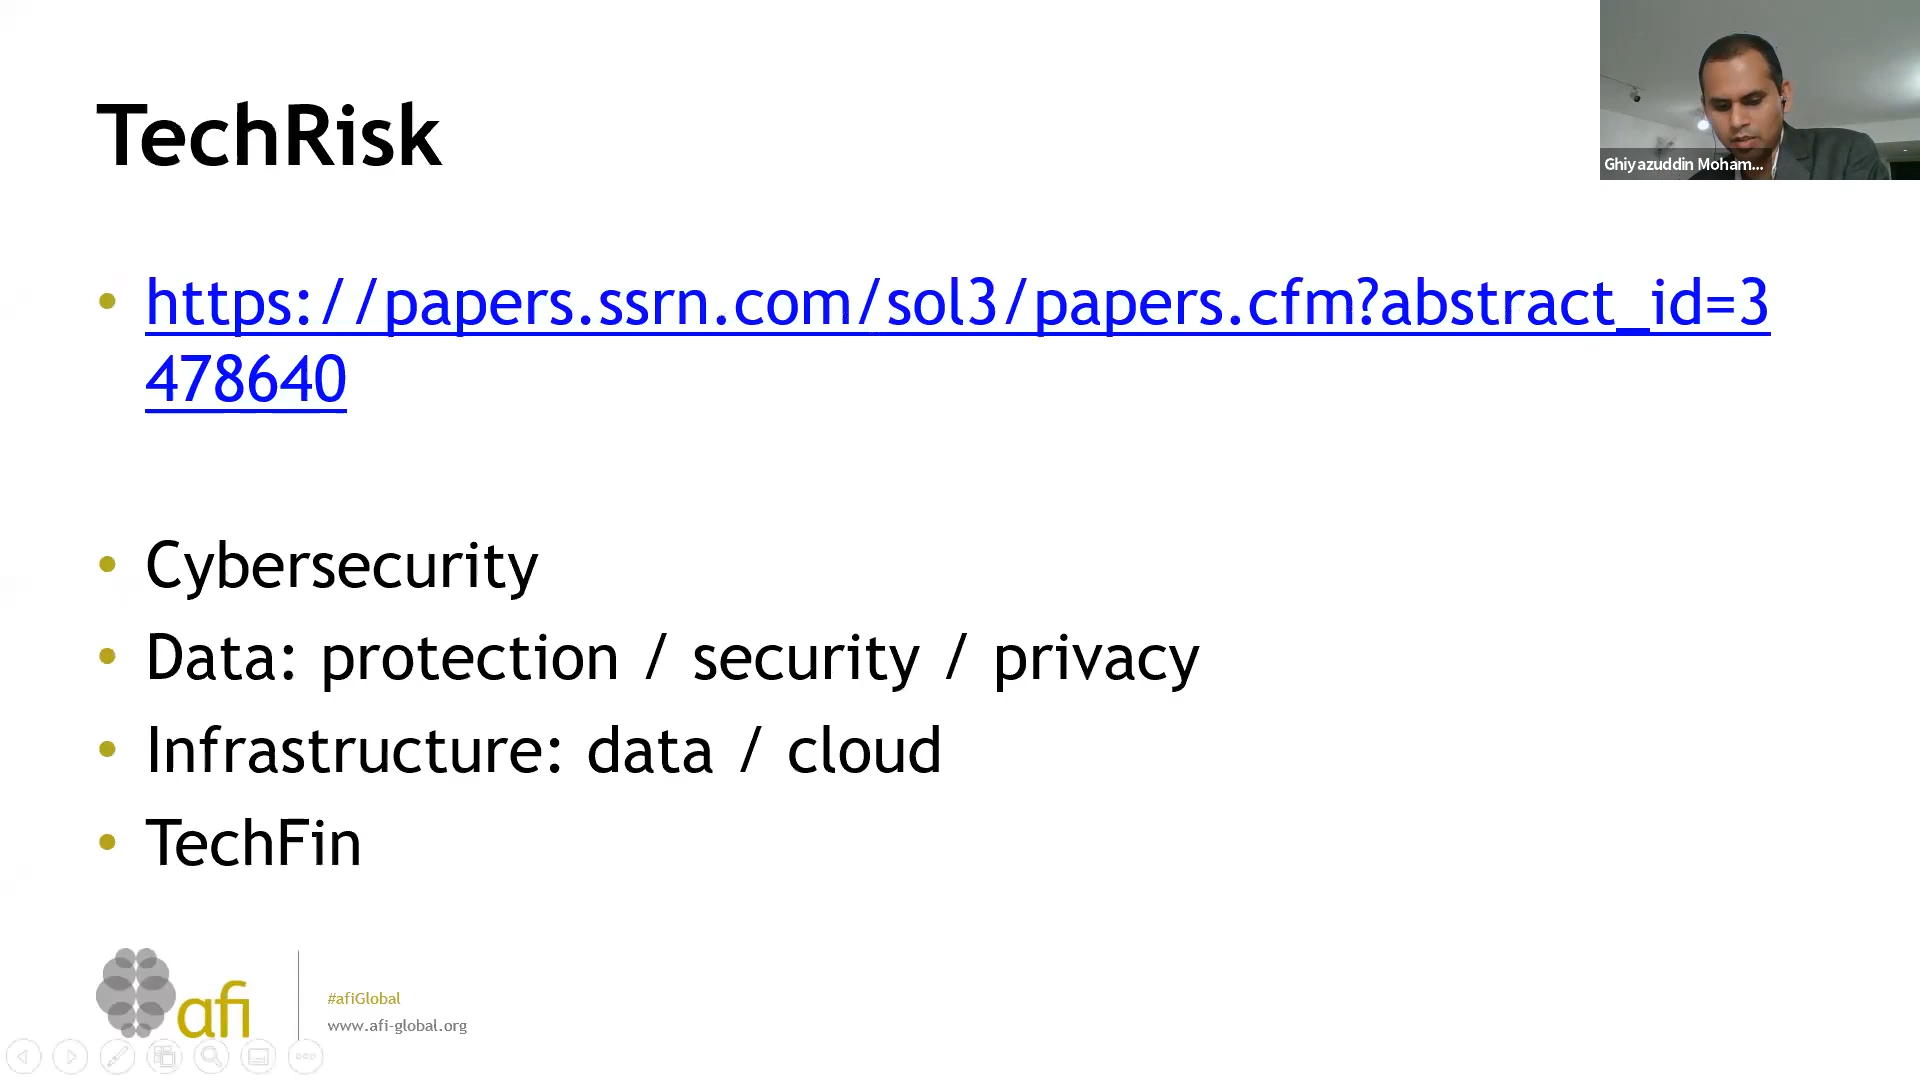 TechRisk
Ghiyazuddin Moham...
• https://papers.ssrn.com/sol3/papers.cfm?abstract_id=3
478640
• Cybersecurity
• Data: protection / security / privacy
• Infrastructure: data / cloud
• TechFin
afi
#afiGlobal
www.afi-global.org